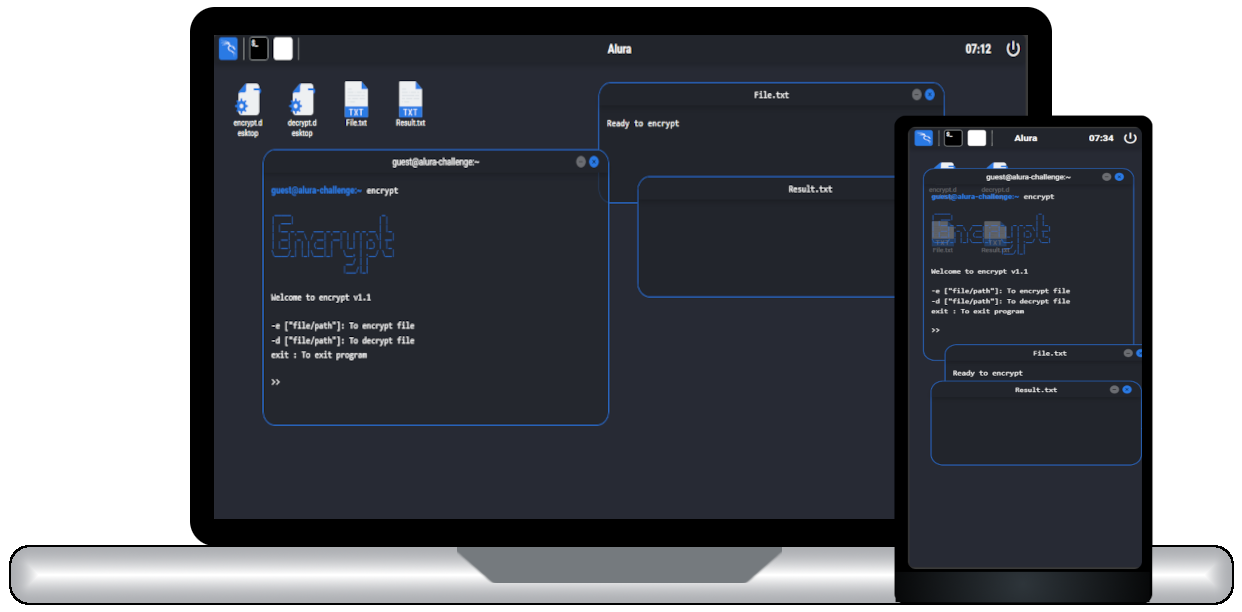 Alura
07:12
encrypt.d
esktop
decrypt.d
esktop
TXT
File.txt
TXT
Result.txt
File.txt
Ready to encrypt
guest@alura-challenge:~
guest@alura-challenge:~ encrypt
Encrypt
Welcome to encrypt v1.1
-e ["file/path"]: To encrypt file
-d ["file/path"]: To decrypt file
exit : To exit program
>>
Result.txt
Alura
07:34
guest@alura-challenge:~
encrypt.d
decrypt.d
guest@alura-challenge:~ encrypt
Encrypt
TXT
File.txt
TXT
Result.txt
Welcome to encrypt v1.1
-e ["file/path"]: To encrypt file
-d ["file/path"]: To decrypt file
exit : To exit program
>>
File.txt
Ready to encrypt
Result.txt